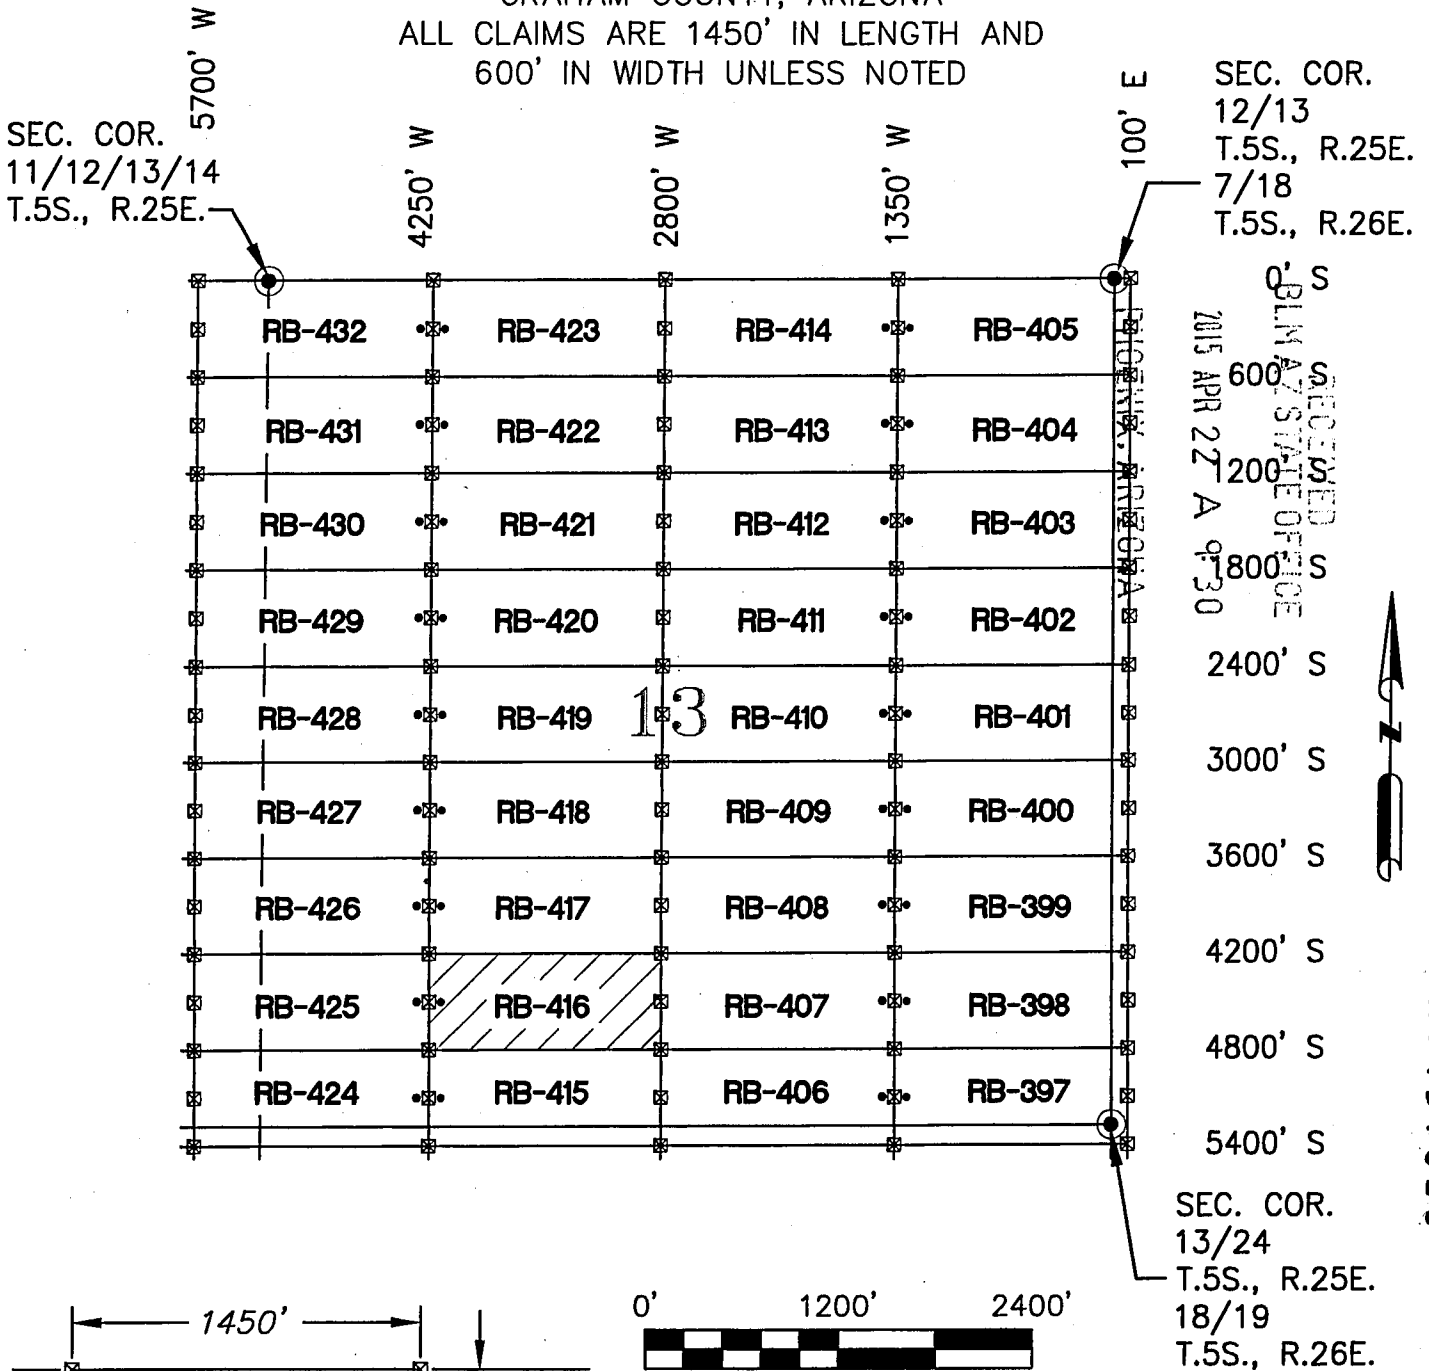 GRAHAM COUNTY, ARIZONA
ALL CLAIMS ARE 1450' IN LENGTH AND
600' IN WIDTH UNLESS NOTED
SEC. COR.
11/12/13/14
T.5S., R.25E.
5700' W
4250' W
2800' W
1350' W
100' E
SEC. COR.
12/13
T.5S., R.25E.
7/18
T.5S., R.26E.
0' S
RB-432 RB-423 RB-414 RB-405
600' S
RB-431 RB-422 RB-413 RB-404
1200' S
RB-430 RB-421 RB-412 RB-403
1800' S
RB-429 RB-420 RB-411 RB-402
2400' S
RB-428 RB-419 13 RB-410 RB-401
3000' S
RB-427 RB-418 RB-409 RB-400
3600' S
RB-426 RB-417 RB-408 RB-399
4200' S
RB-425 RB-416 RB-407 RB-398
4800' S
RB-424 RB-415 RB-406 RB-397
5400' S
RECEIVED
BLM AZ STATE OFFICE
2015 APR 22 A 9:30
PHOENIX, ARIZONA
N
SEC. COR.
13/24
T.5S., R.25E.
18/19
T.5S., R.26E.
1450'
0' 1200' 2400'